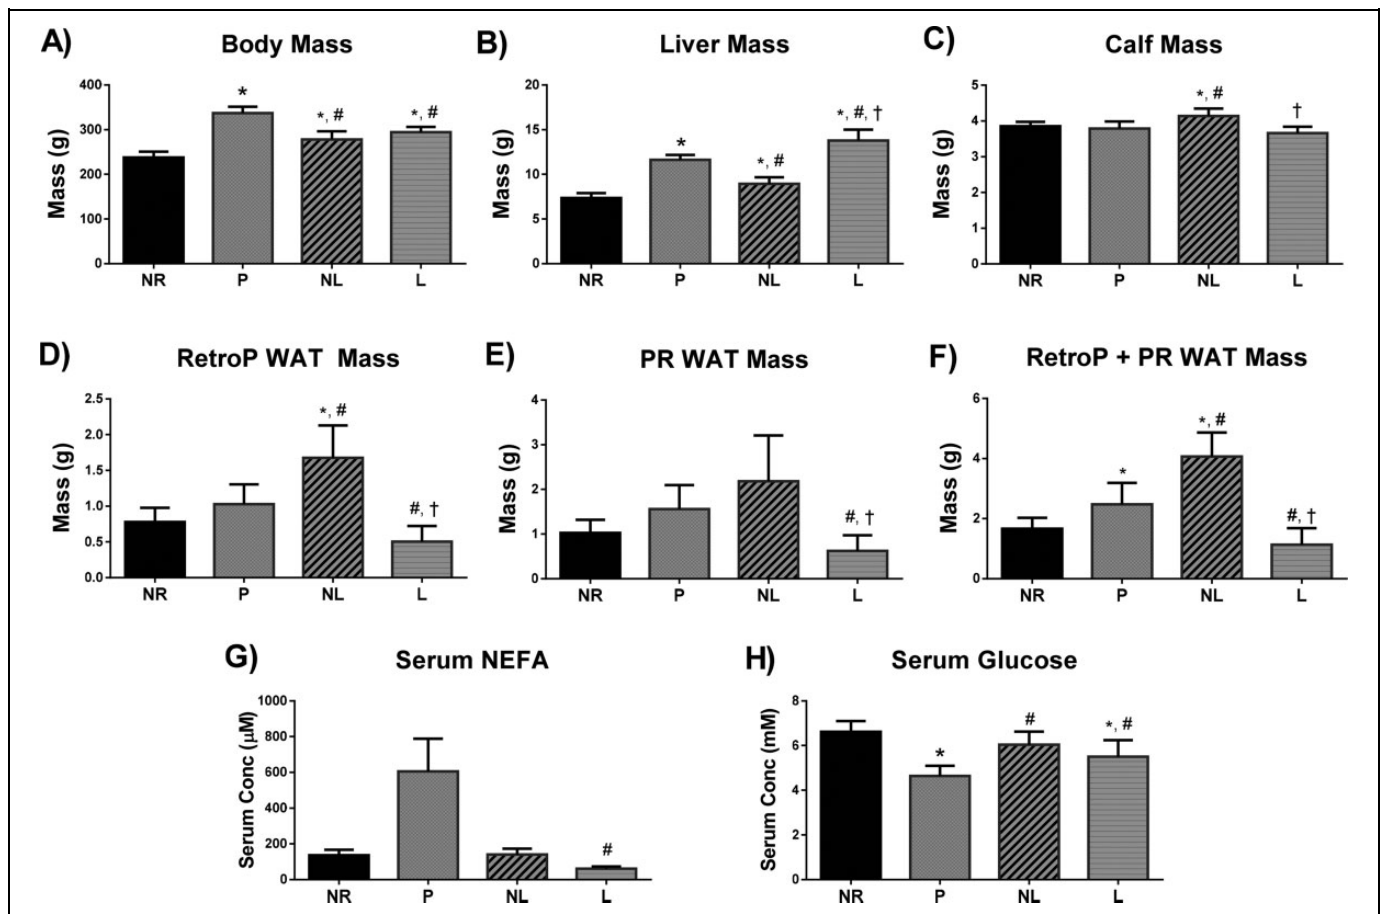 A) Body Mass
Mass (g)
400
300
200
100
0
*
*, #
*, #
NR P NL L
B) Liver Mass
Mass (g)
20
15
10
5
0
*
*, #
*, #, †
NR P NL L
C) Calf Mass
Mass (g)
5
4
3
2
1
0
*, #
†
NR P NL L
D) RetroP WAT Mass
Mass (g)
2.5
2.0
1.5
1.0
0.5
0.0
*, #
#, †
NR P NL L
E) PR WAT Mass
Mass (g)
4
3
2
1
0
#, †
NR P NL L
F) RetroP + PR WAT Mass
Mass (g)
6
4
2
0
*
*, #
#, †
NR P NL L
G) Serum NEFA
Serum Conc (µM)
1000
800
600
400
200
0
#
NR P NL L
H) Serum Glucose
Serum Conc (mM)
8
6
4
2
0
*
#
*, #
NR P NL L